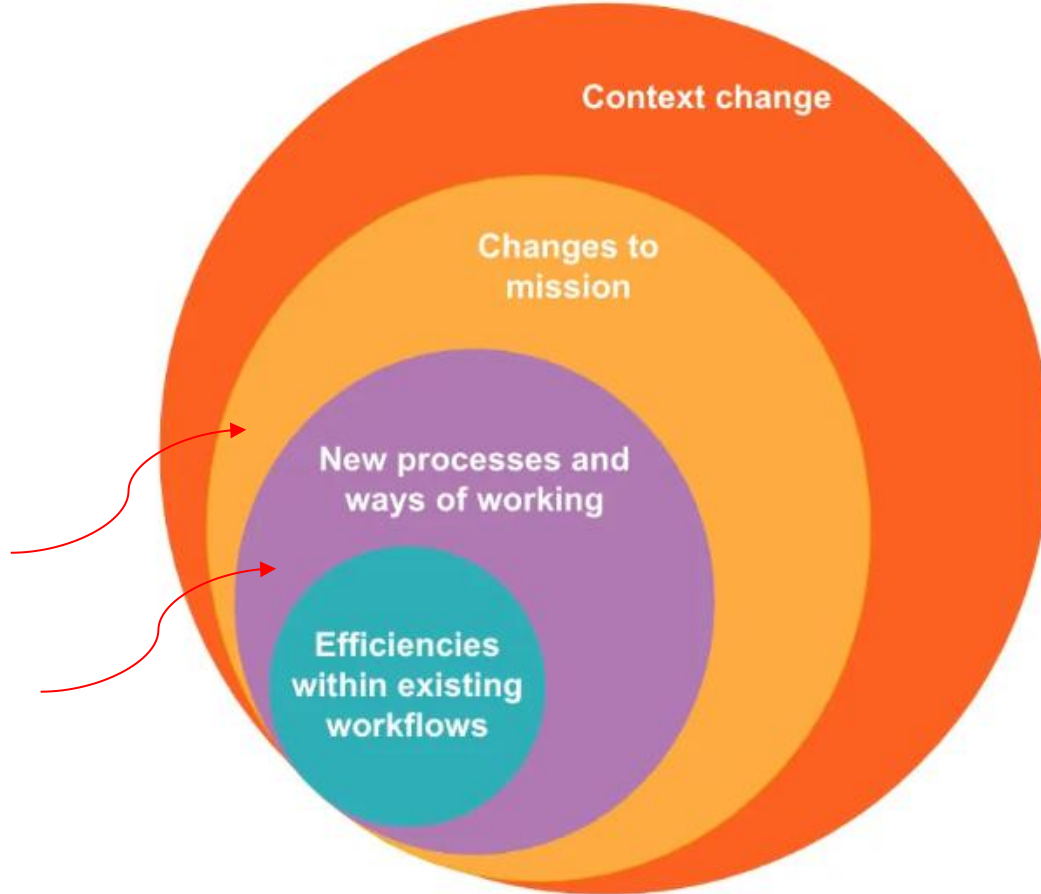 Context change
Changes to
mission
New processes and
ways of working
Efficiencies
within existing
workflows